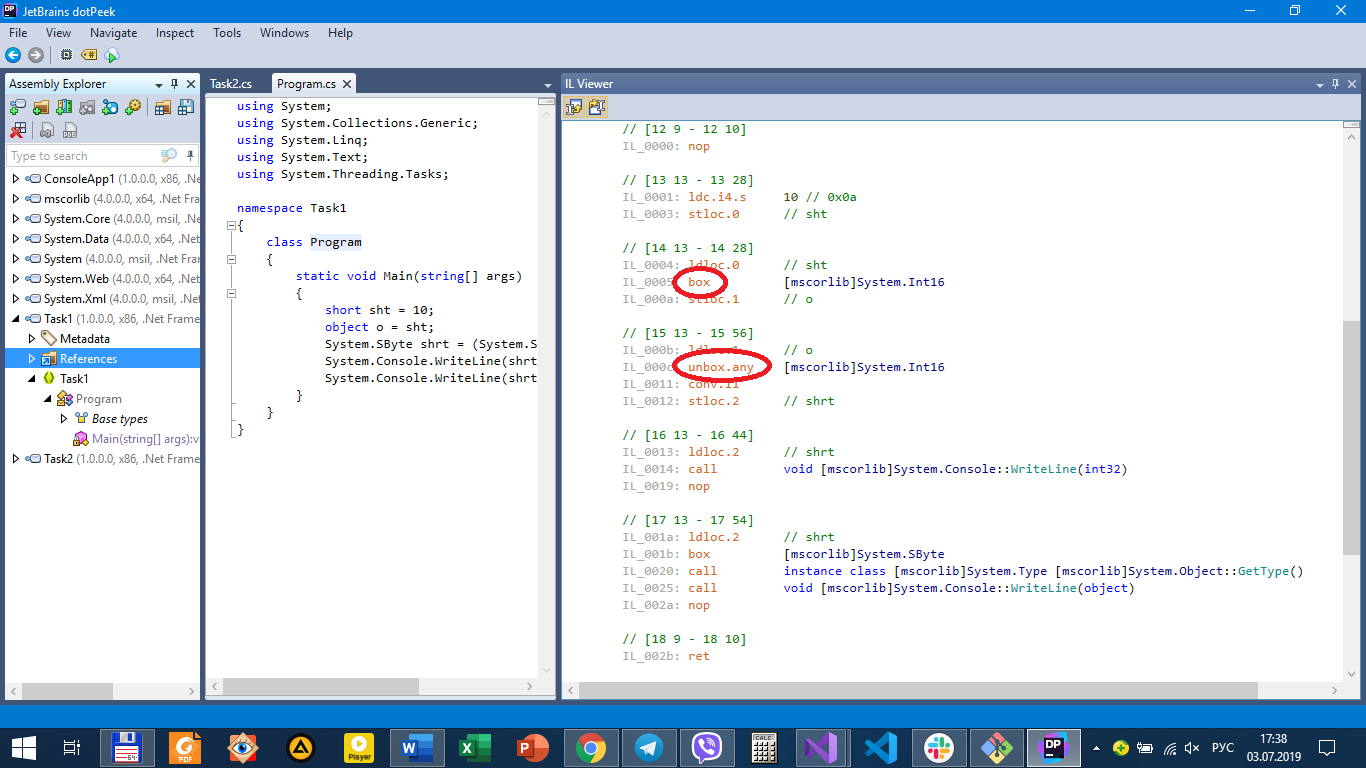 JetBrains dotPeek
File View Navigate Inspect Tools Windows Help
Assembly Explorer
Type to search
ConsoleApp1 (1.0.0.0, x86, .Net
mscorlib (4.0.0.0, x64, .Net Fra
System.Core (4.0.0.0, msil, .Ne
System.Data (4.0.0.0, x64, .Net
System (4.0.0.0, msil, .Net Fram
System.Web (4.0.0.0, x64, .Net
System.Xml (4.0.0.0, msil, .Net
Task1 (1.0.0.0, x86, .Net Frame
Metadata
References
Task1
Program
Base types
Main(string[] args):v
Task2 (1.0.0.0, x86, .Net Frame
Task2.cs Program.cs
using System;
using System.Collections.Generic;
using System.Linq;
using System.Text;
using System.Threading.Tasks;
namespace Task1
{
class Program
{
static void Main(string[] args)
{
short sht = 10;
object o = sht;
System.SByte shrt = (System.S
System.Console.WriteLine(shrt
System.Console.WriteLine(shrt
}
}
}
IL Viewer
// [12 9 - 12 10]
IL_0000: nop
// [13 13 - 13 28]
IL_0001: ldc.i4.s 10 // 0x0a
IL_0003: stloc.0 // sht
// [14 13 - 14 28]
IL_0004: ldloc.0 // sht
IL_0005 box [mscorlib]System.Int16
IL_000a: stloc.1 // o
// [15 13 - 15 56]
IL_000b: ldloc.1 // o
IL_000c unbox.any [mscorlib]System.Int16
IL_0011: conv.i1
IL_0012: stloc.2 // shrt
// [16 13 - 16 44]
IL_0013: ldloc.2 // shrt
IL_0014: call void [mscorlib]System.Console::WriteLine(int32)
IL_0019: nop
// [17 13 - 17 54]
IL_001a: ldloc.2 // shrt
IL_001b: box [mscorlib]System.SByte
IL_0020: call instance class [mscorlib]System.Type [mscorlib]System.Object::GetType()
IL_0025: call void [mscorlib]System.Console::WriteLine(object)
IL_002a: nop
// [18 9 - 18 10]
IL_002b: ret
РУС
17:38
03.07.2019